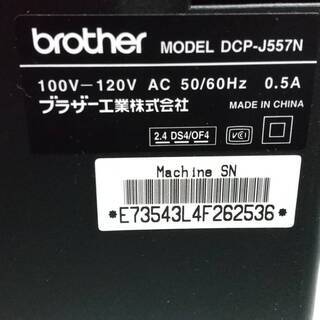 brother MODEL DCP-J557N
100V－120V AC 50/60Hz 0.5A
ブラザー工業株式会社 MADE IN CHINA
2.4 DS4/OF4 VCI
Machine SN
*E73543L4F262536*